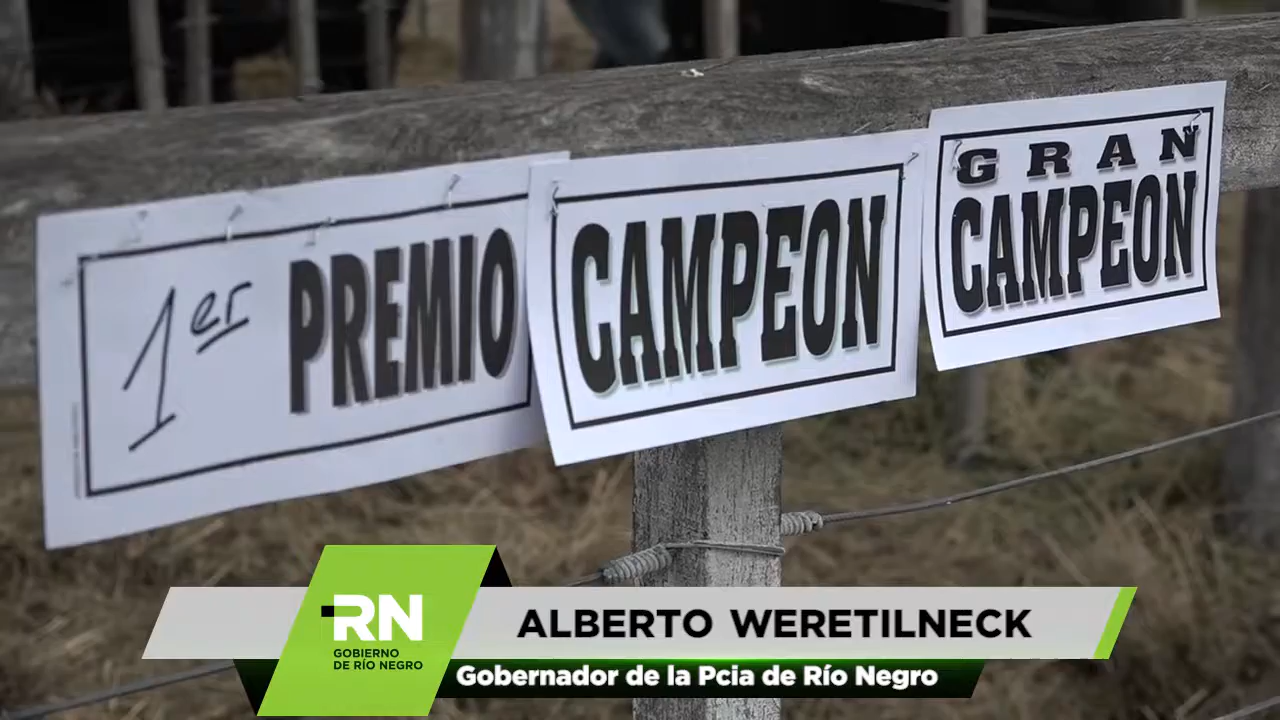 1er PREMIO
CAMPEON
GRAN
CAMPEON
RN
GOBIERNO
DE RÍO NEGRO
ALBERTO WERETILNECK
Gobernador de la Pcia de Río Negro